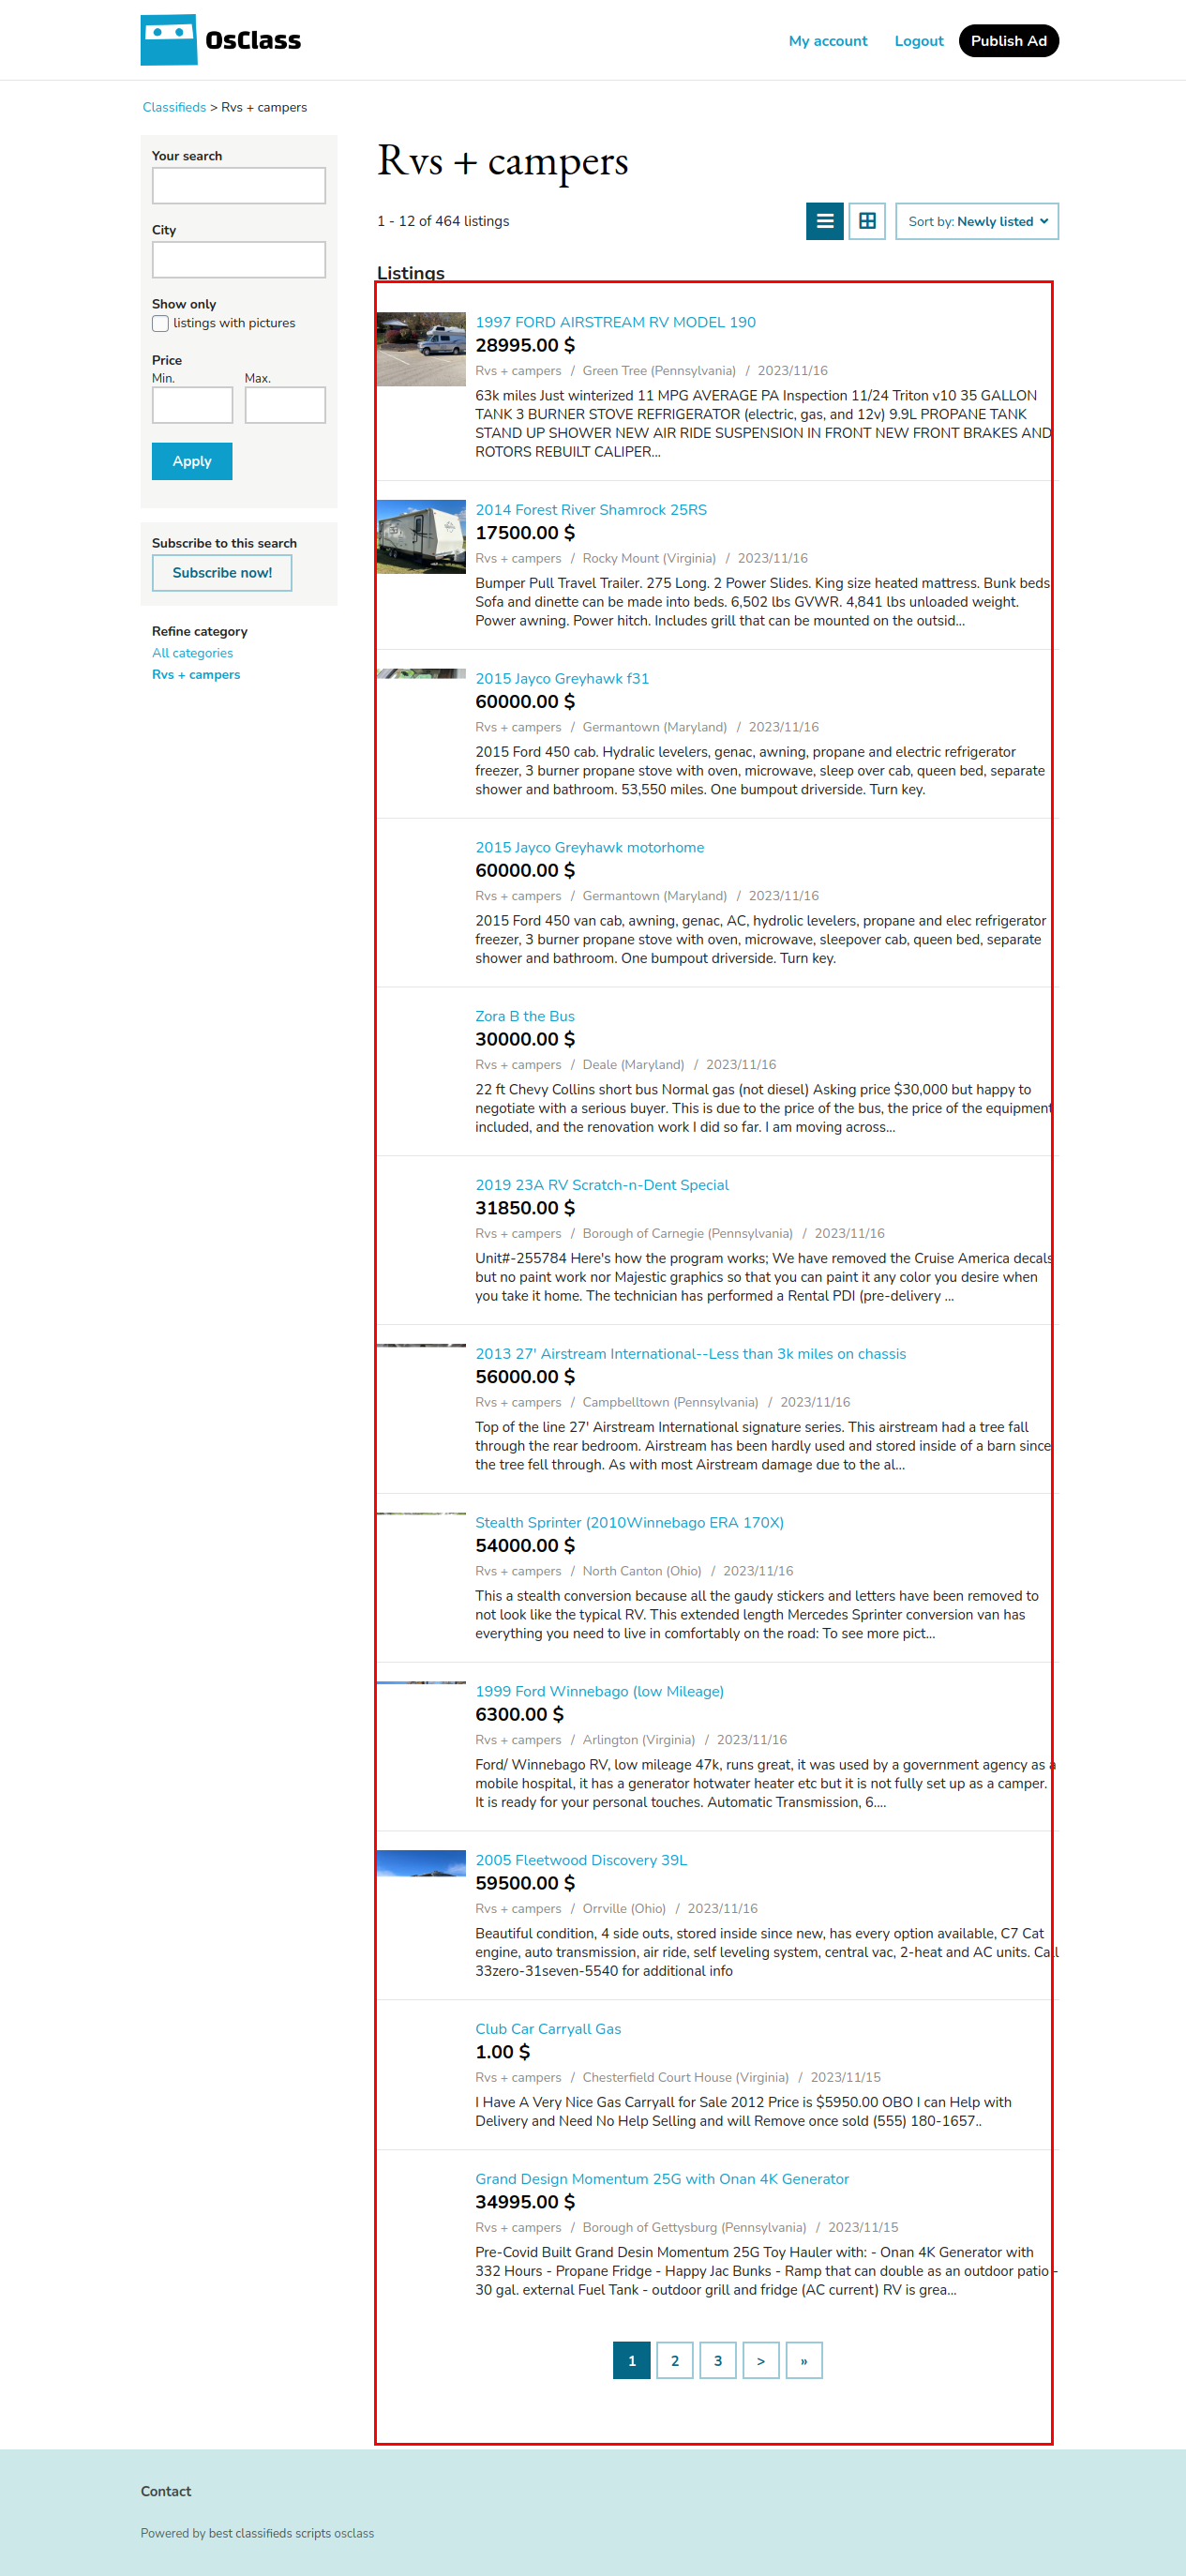 OsClass
My account
Logout
Publish Ad
Classifieds > Rvs + campers
Your search
City
Show only
listings with pictures
Price
Min.
Max.
Apply
Subscribe to this search
Subscribe now!
Refine category
All categories
Rvs + campers
Rvs + campers
1 - 12 of 464 listings
Sort by: Newly listed
Listings
1997 FORD AIRSTREAM RV MODEL 190
28995.00 $
Rvs + campers / Green Tree (Pennsylvania) / 2023/11/16
63k miles Just winterized 11 MPG AVERAGE PA Inspection 11/24 Triton v10 35 GALLON
TANK 3 BURNER STOVE REFRIGERATOR (electric, gas, and 12v) 9.9L PROPANE TANK
STAND UP SHOWER NEW AIR RIDE SUSPENSION IN FRONT NEW FRONT BRAKES AND
ROTORS REBUILT CALIPER...
2014 Forest River Shamrock 25RS
17500.00 $
Rvs + campers / Rocky Mount (Virginia) / 2023/11/16
Bumper Pull Travel Trailer. 275 Long. 2 Power Slides. King size heated mattress. Bunk beds
Sofa and dinette can be made into beds. 6,502 lbs GVWR. 4,841 lbs unloaded weight.
Power awning. Power hitch. Includes grill that can be mounted on the outsid...
2015 Jayco Greyhawk f31
60000.00 $
Rvs + campers / Germantown (Maryland) / 2023/11/16
2015 Ford 450 cab. Hydralic levelers, genac, awning, propane and electric refrigerator
freezer, 3 burner propane stove with oven, microwave, sleep over cab, queen bed, separate
shower and bathroom. 53,550 miles. One bumpout driverside. Turn key.
2015 Jayco Greyhawk motorhome
60000.00 $
Rvs + campers / Germantown (Maryland) / 2023/11/16
2015 Ford 450 van cab, awning, genac, AC, hydrolic levelers, propane and elec refrigerator
freezer, 3 burner propane stove with oven, microwave, sleepover cab, queen bed, separate
shower and bathroom. One bumpout driverside. Turn key.
Zora B the Bus
30000.00 $
Rvs + campers / Deale (Maryland) / 2023/11/16
22 ft Chevy Collins short bus Normal gas (not diesel) Asking price $30,000 but happy to
negotiate with a serious buyer. This is due to the price of the bus, the price of the equipment
included, and the renovation work I did so far. I am moving across...
2019 23A RV Scratch-n-Dent Special
31850.00 $
Rvs + campers / Borough of Carnegie (Pennsylvania) / 2023/11/16
Unit#-255784 Here's how the program works; We have removed the Cruise America decals
but no paint work nor Majestic graphics so that you can paint it any color you desire when
you take it home. The technician has performed a Rental PDI (pre-delivery ...
2013 27' Airstream International--Less than 3k miles on chassis
56000.00 $
Rvs + campers / Campbelltown (Pennsylvania) / 2023/11/16
Top of the line 27' Airstream International signature series. This airstream had a tree fall
through the rear bedroom. Airstream has been hardly used and stored inside of a barn since
the tree fell through. As with most Airstream damage due to the al...
Stealth Sprinter (2010Winnebago ERA 170X)
54000.00 $
Rvs + campers / North Canton (Ohio) / 2023/11/16
This a stealth conversion because all the gaudy stickers and letters have been removed to
not look like the typical RV. This extended length Mercedes Sprinter conversion van has
everything you need to live in comfortably on the road: To see more pict...
1999 Ford Winnebago (low Mileage)
6300.00 $
Rvs + campers / Arlington (Virginia) / 2023/11/16
Ford/ Winnebago RV, low mileage 47k, runs great, it was used by a government agency as a
mobile hospital, it has a generator hotwater heater etc but it is not fully set up as a camper.
It is ready for your personal touches. Automatic Transmission, 6....
2005 Fleetwood Discovery 39L
59500.00 $
Rvs + campers / Orrville (Ohio) / 2023/11/16
Beautiful condition, 4 side outs, stored inside since new, has every option available, C7 Cat
engine, auto transmission, air ride, self leveling system, central vac, 2-heat and AC units. Call
33zero-31seven-5540 for additional info
Club Car Carryall Gas
1.00 $
Rvs + campers / Chesterfield Court House (Virginia) / 2023/11/15
I Have A Very Nice Gas Carryall for Sale 2012 Price is $5950.00 OBO I can Help with
Delivery and Need No Help Selling and will Remove once sold (555) 180-1657..
Grand Design Momentum 25G with Onan 4K Generator
34995.00 $
Rvs + campers / Borough of Gettysburg (Pennsylvania) / 2023/11/15
Pre-Covid Built Grand Desin Momentum 25G Toy Hauler with: - Onan 4K Generator with
332 Hours - Propane Fridge - Happy Jac Bunks - Ramp that can double as an outdoor patio -
30 gal. external Fuel Tank - outdoor grill and fridge (AC current) RV is grea...
1 2 3 > »
Contact
Powered by best classifieds scripts osclass